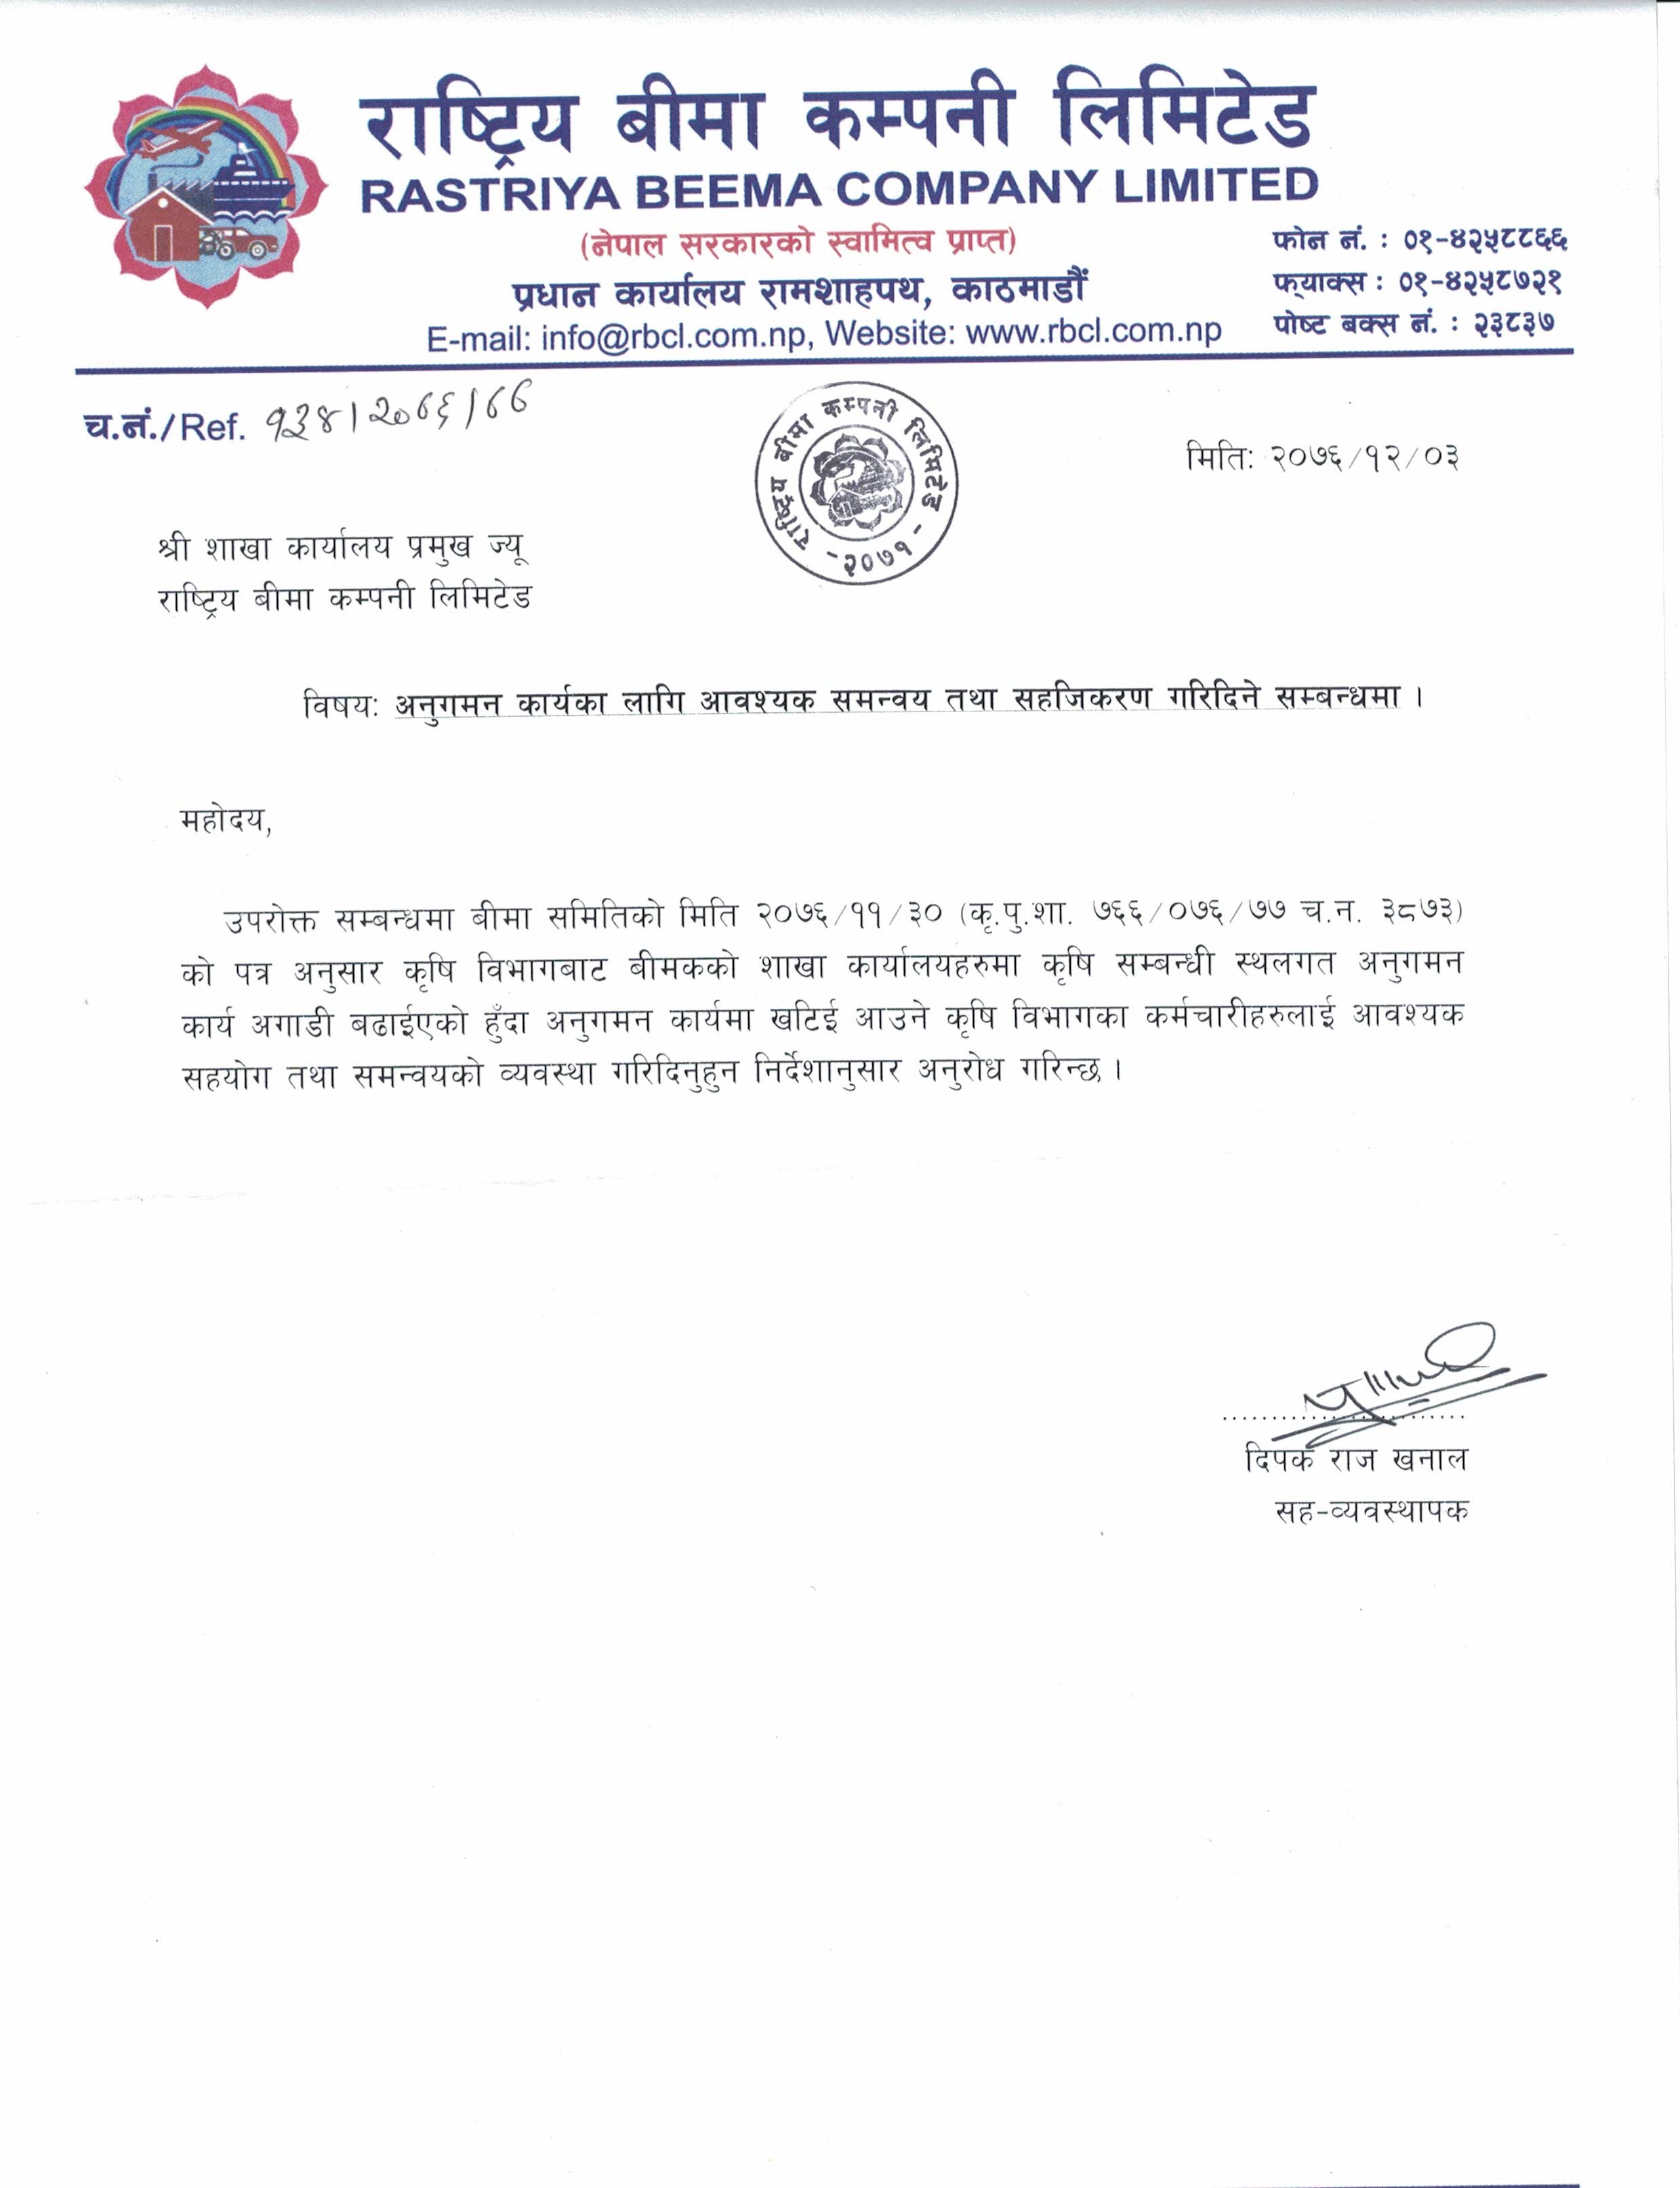 राष्ट्रिय बीमा कम्पनी लिमिटेड
RASTRIYA BEEMA COMPANY LIMITED
(नेपाल सरकारको स्वामित्व प्राप्त)
प्रधान कार्यालय रामशाहपथ, काठमाडौं
E-mail: info@rbcl.com.np, Website: www.rbcl.com.np
फोन नं. : ०१-४२५८८६६
फ्याक्स : ०१-४२५८७२१
पोष्ट बक्स नं. : २३८३७
च.नं./Ref. १३४।२०७६/७७
राष्ट्रिय बीमा कम्पनी लिमिटेड - २०७१ -
मिति: २०७६/१२/०३
श्री शाखा कार्यालय प्रमुख ज्यू
राष्ट्रिय बीमा कम्पनी लिमिटेड
विषय: अनुगमन कार्यका लागि आवश्यक समन्वय तथा सहजिकरण गरिदिने सम्बन्धमा ।
महोदय,
उपरोक्त सम्बन्धमा बीमा समितिको मिति २०७६/११/३० (कृ.पु.शा. ७६६/०७६/७७ च.न. ३८७३)
को पत्र अनुसार कृषि विभागबाट बीमकको शाखा कार्यालयहरुमा कृषि सम्बन्धी स्थलगत अनुगमन
कार्य अगाडी बढाईएको हुँदा अनुगमन कार्यमा खटिई आउने कृषि विभागका कर्मचारीहरुलाई आवश्यक
सहयोग तथा समन्वयको व्यवस्था गरिदिनुहुन निर्देशानुसार अनुरोध गरिन्छ ।
दिपक राज खनाल
सह-व्यवस्थापक